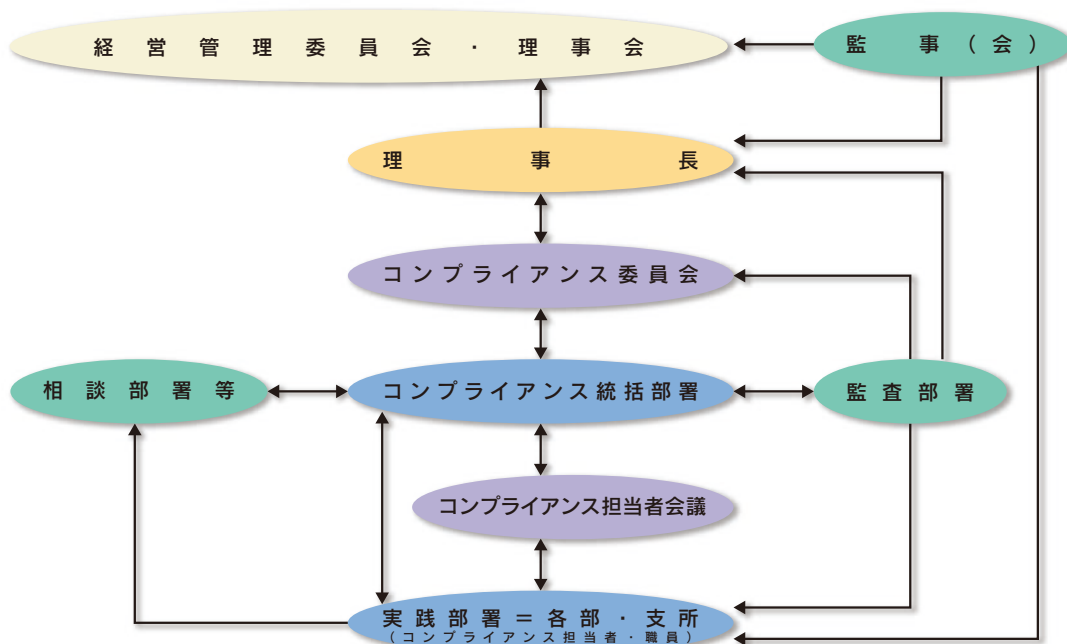 経営管理委員会・理事会
監事(会)
理事長
コンプライアンス委員会
相談部署等
コンプライアンス統括部署
監査部署
コンプライアンス担当者会議
実践部署＝各部・支所
(コンプライアンス担当者・職員)